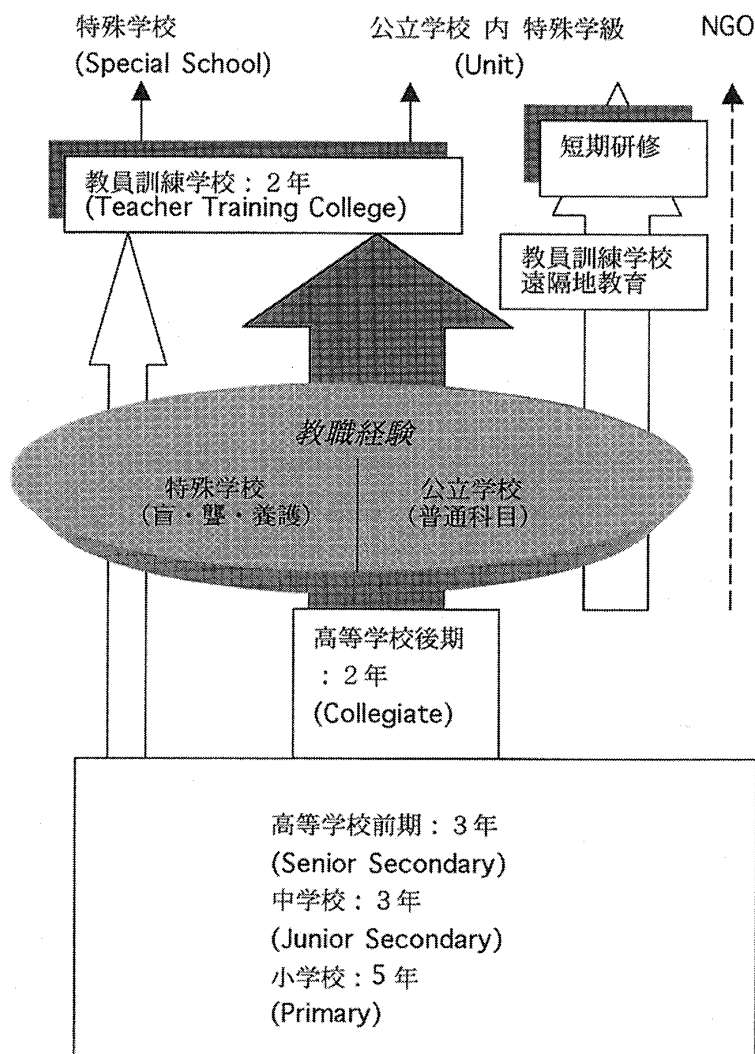 特殊学校
(Special School)
公立学校 内 特殊学級
(Unit)
NGO
教員訓練学校：２年
(Teacher Training College)
短期研修
教員訓練学校
遠隔地教育
教職経験
特殊学校
（盲・聾・養護）
公立学校
（普通科目）
高等学校後期
：２年
(Collegiate)
高等学校前期：３年
(Senior Secondary)
中学校：３年
(Junior Secondary)
小学校：5年
(Primary)